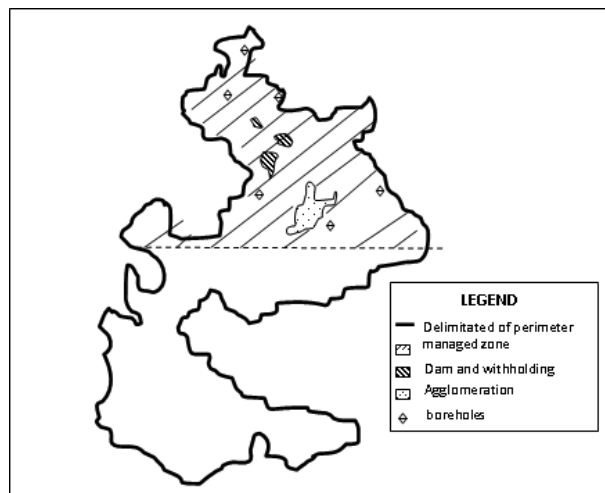 LEGEND
Delimitated of perimeter
managed zone
Dam and withholding
Agglomeration
boreholes